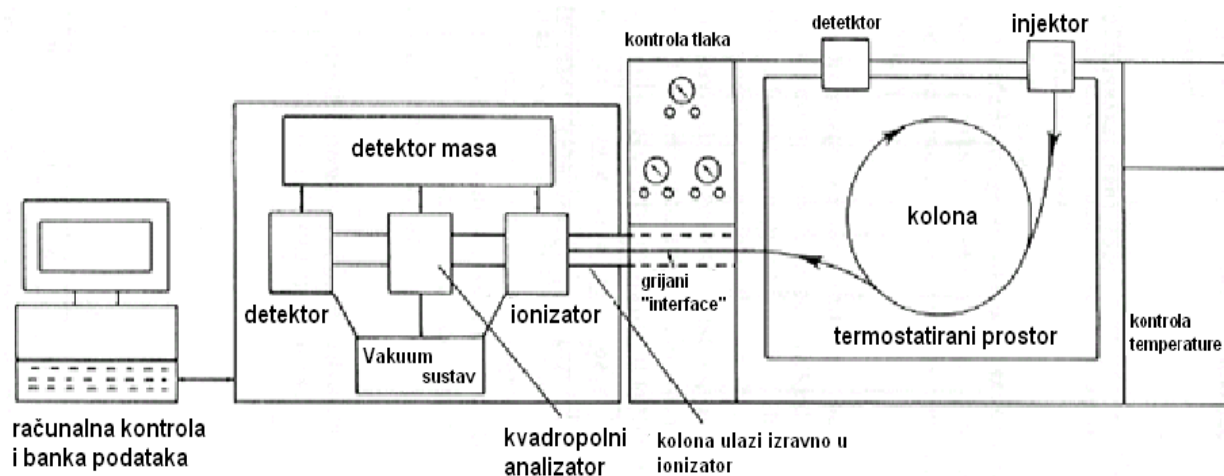 detetktor
injektor
kontrola tlaka
detektor masa
kolona
grijani
"interface"
detektor
ionizator
termostatirani prostor
kontrola
temperature
Vakuum
sustav
računalna kontrola
i banka podataka
kvadropolni
analizator
kolona ulazi izravno u
ionizator